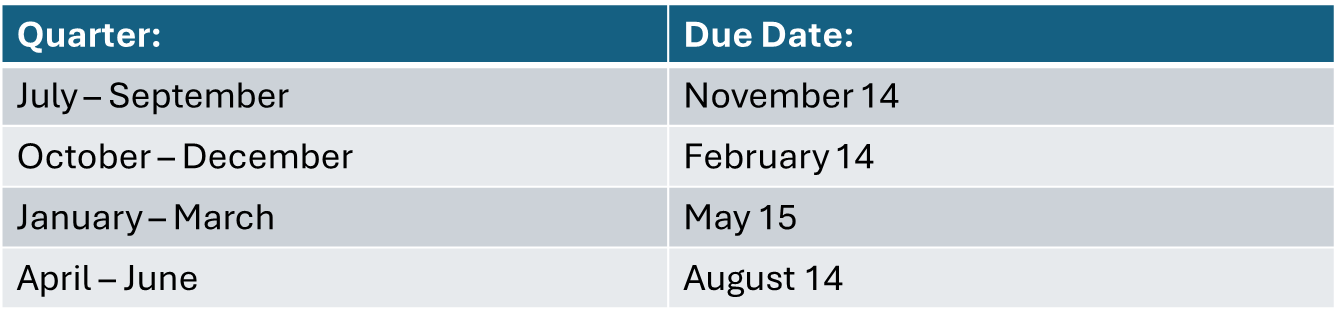 Quarter: Due Date:
July – September November 14
October – December February 14
January – March May 15
April – June August 14